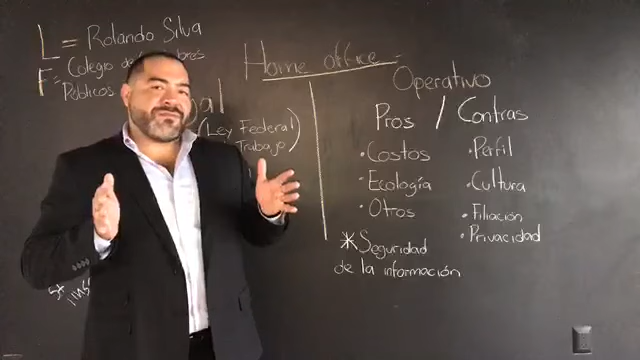 L = Rolando Silva
F = Colegio de
Públicos
(Ley Federal
Trabajo)
Home office
Operativo
Pros / Contras
• Costos
• Ecología
• Otros
* Seguridad
de la información
• Perfil
• Cultura
• Filiación
• Privacidad